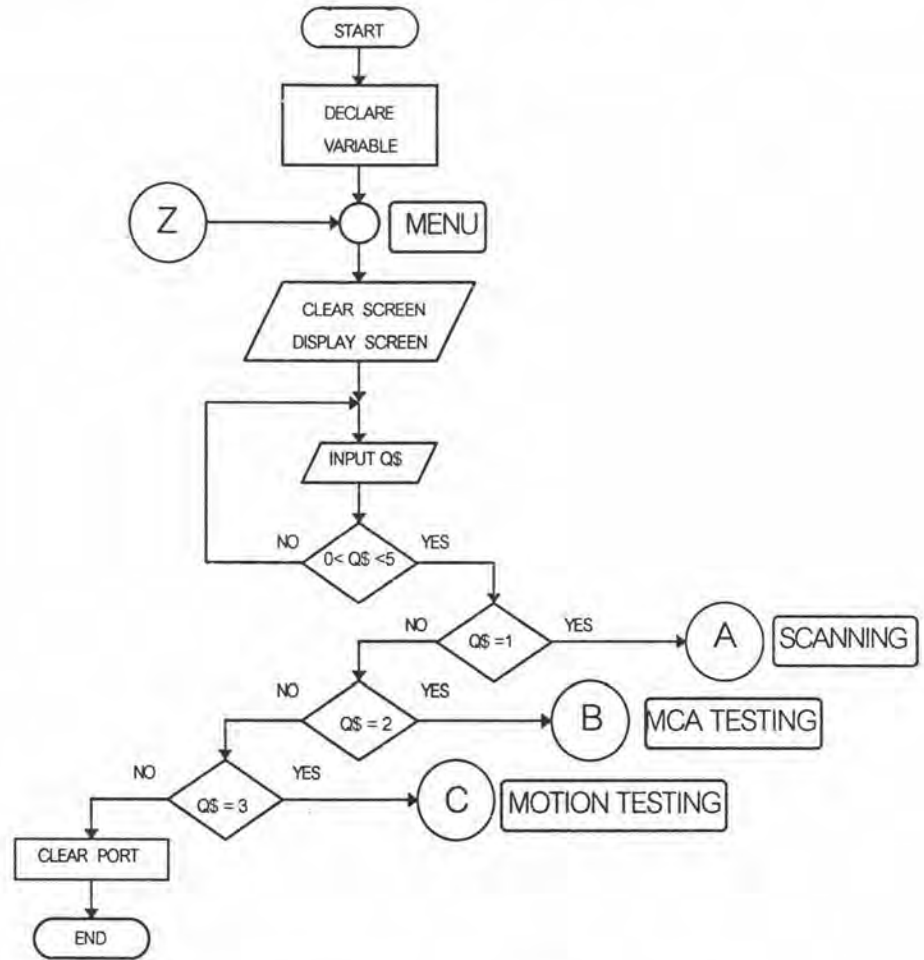 START
DECLARE
VARIABLE
Z
MENU
CLEAR SCREEN
DISPLAY SCREEN
INPUT Q$
NO
0< Q$ <5
YES
NO
Q$ =1
YES
A
SCANNING
NO
Q$ = 2
YES
B
MCA TESTING
NO
Q$ = 3
YES
C
MOTION TESTING
CLEAR PORT
END